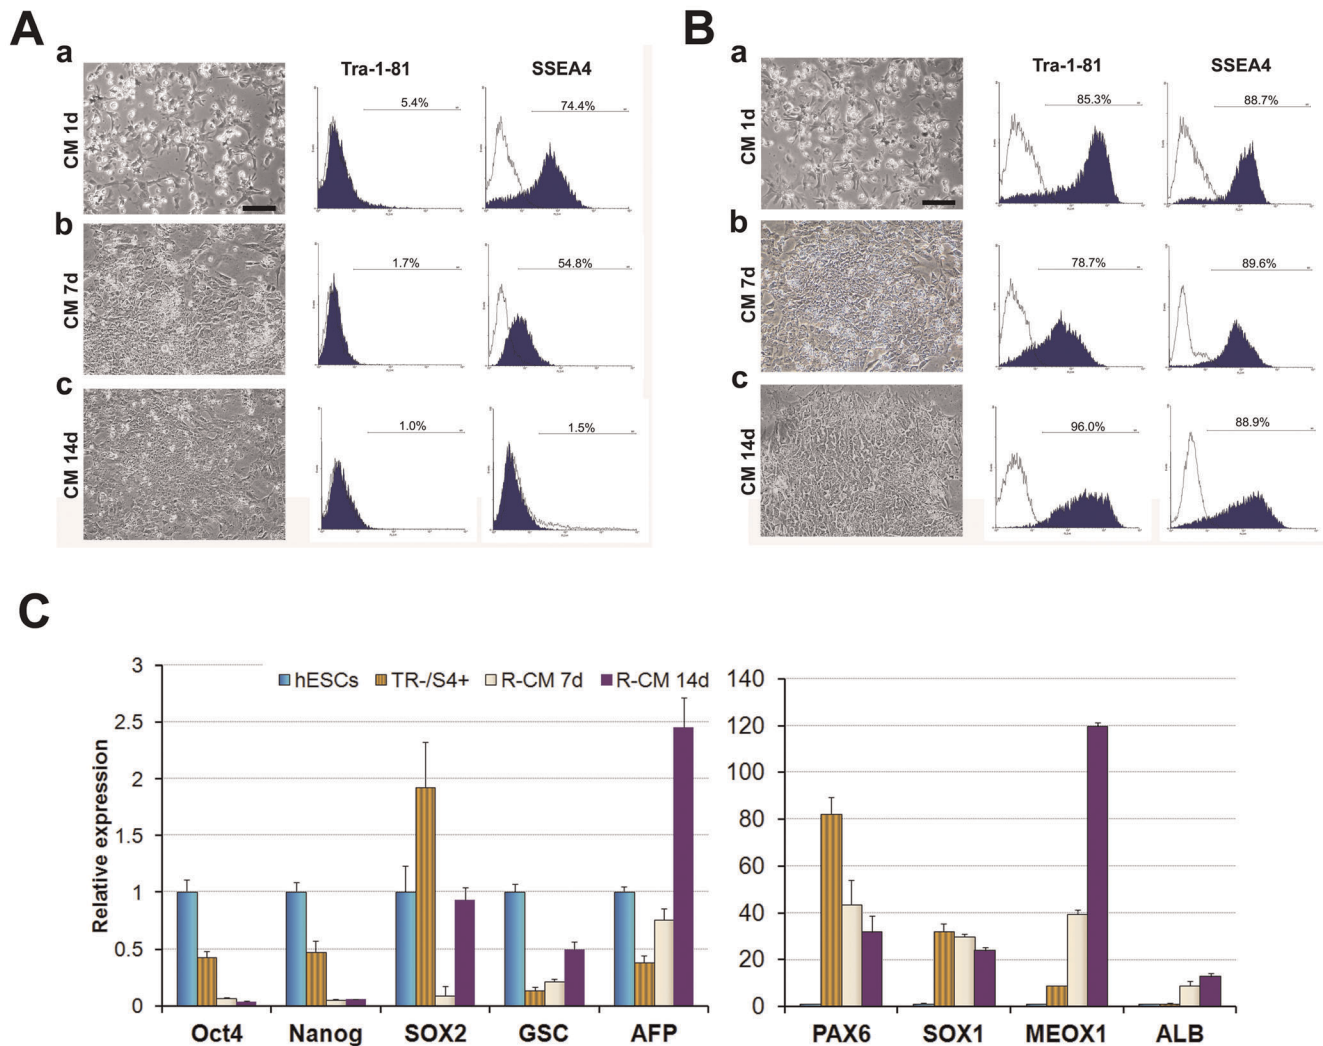 A
a
Tra-1-81
SSEA4
CM 1d
5.4%
74.4%
b
CM 7d
1.7%
54.8%
c
CM 14d
1.0%
1.5%
B
a
Tra-1-81
SSEA4
CM 1d
85.3%
88.7%
b
CM 7d
78.7%
89.6%
c
CM 14d
96.0%
88.9%
C
hESCs TR-/S4+ R-CM 7d R-CM 14d
Relative expression
3
2.5
2
1.5
1
0.5
0
Oct4 Nanog SOX2 GSC AFP
140
120
100
80
60
40
20
0
PAX6 SOX1 MEOX1 ALB